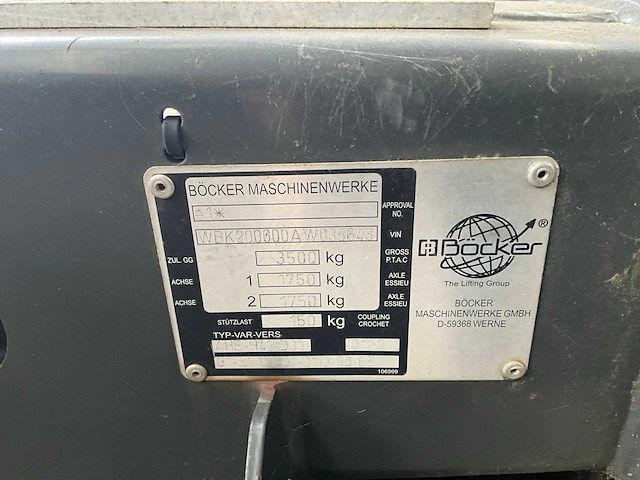 BÖCKER MASCHINENWERKE
APPROVAL NO.
VIN
ZUL. GG 3500 kg GROSS P.T.A.C
ACHSE 1 1750 kg AXLE ESSIEU
ACHSE 2 1750 kg AXLE ESSIEU
STÜTZLAST 150 kg COUPLING CROCHET
TYP-VAR-VERS
106999
Böcker ®
The Lifting Group
BÖCKER
MASCHINENWERKE GMBH
D-59368 WERNE